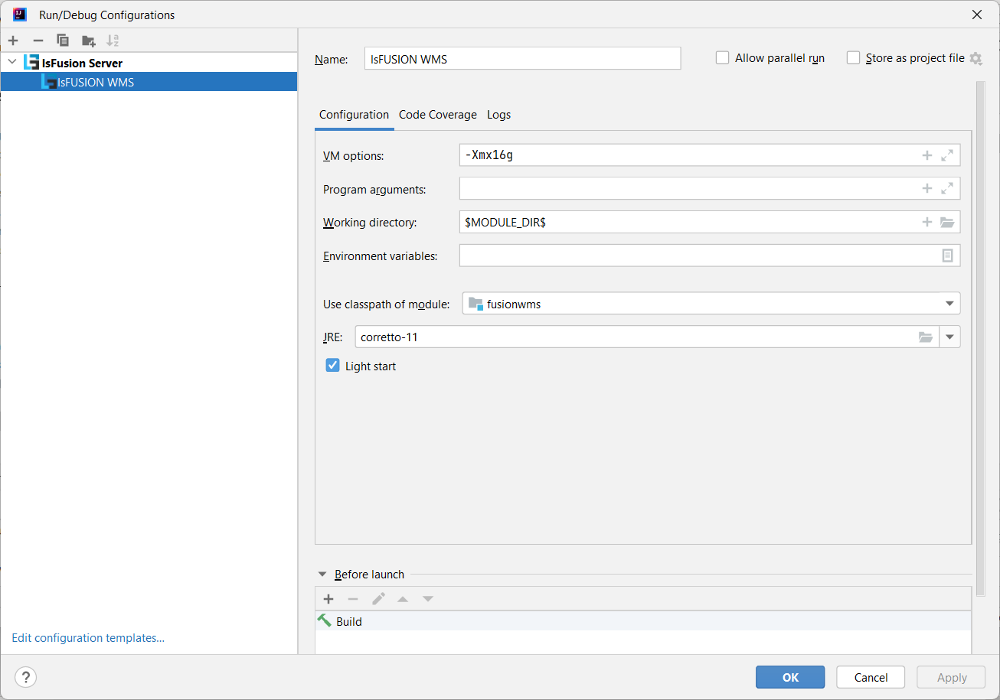 Run/Debug Configurations
lsFusion Server
lsFUSION WMS
Edit configuration templates...
Name: lsFUSION WMS
Allow parallel run
Store as project file
Configuration Code Coverage Logs
VM options: -Xmx16g
Program arguments:
Working directory: $MODULE_DIR$
Environment variables:
Use classpath of module: fusionwms
JRE: corretto-11
Light start
Before launch
Build
? OK Cancel Apply